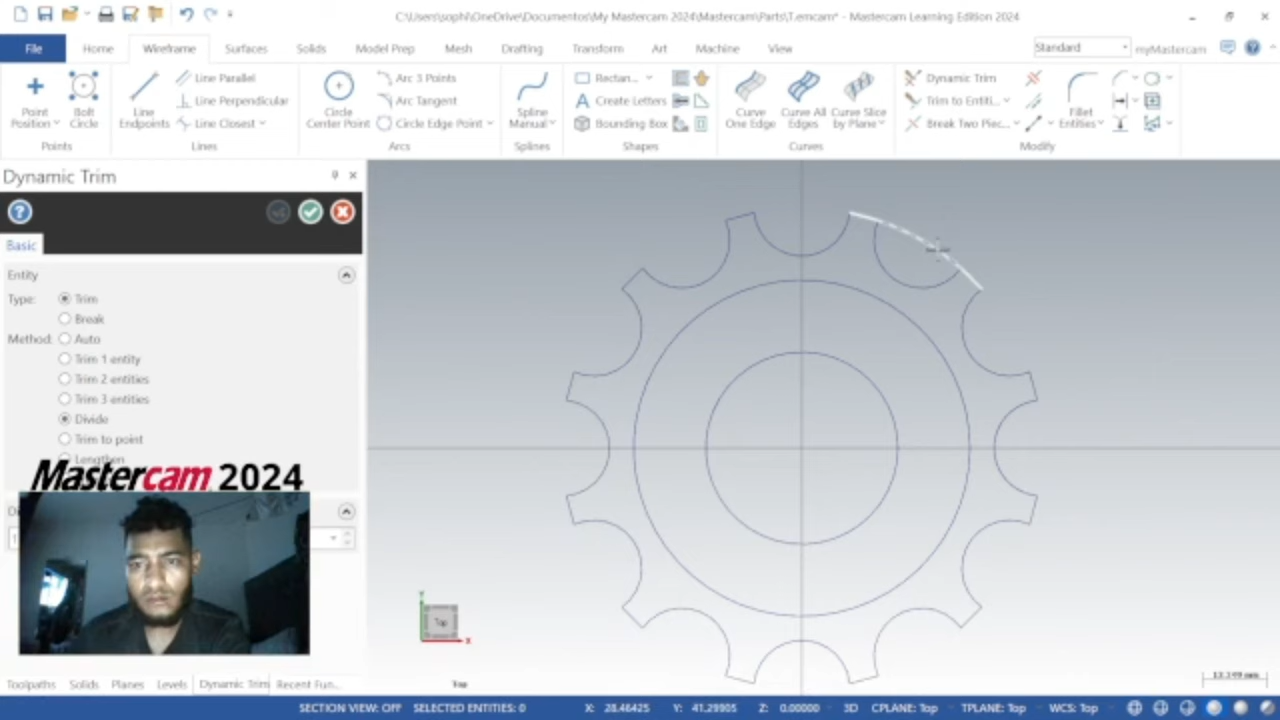 C:\Users\sophi\OneDrive\Documentos\My Mastercam 2024\Mastercam\Parts\T.emcam* - Mastercam Learning Edition 2024
File Home Wireframe Surfaces Solids Model Prep Mesh Drafting Transform Art Machine View Standard myMastercam
Point Position
Bolt Circle
Points
Line Endpoints
Line Parallel
Line Perpendicular
Line Closest
Lines
Circle Center Point
Arc 3 Points
Arc Tangent
Circle Edge Point
Arcs
Spline Manual
Splines
Rectan...
Create Letters
Bounding Box
Shapes
Curve One Edge
Curve All Edges
Curve Slice by Plane
Curves
Dynamic Trim
Trim to Entiti...
Break Two Piec...
Fillet Entities
Modify
Dynamic Trim
Basic
Entity
Type: Trim
Break
Method: Auto
Trim 1 entity
Trim 2 entities
Trim 3 entities
Divide
Trim to point
Lengthen
Mastercam 2024
Top
Y
X
Toolpaths Solids Planes Levels Dynamic Trim Recent Fun...
Top
13.149 mm
SECTION VIEW: OFF SELECTED ENTITIES: 0 X: 28.46425 Y: 41.29905 Z: 0.00000 3D CPLANE: Top TPLANE: Top WCS: Top